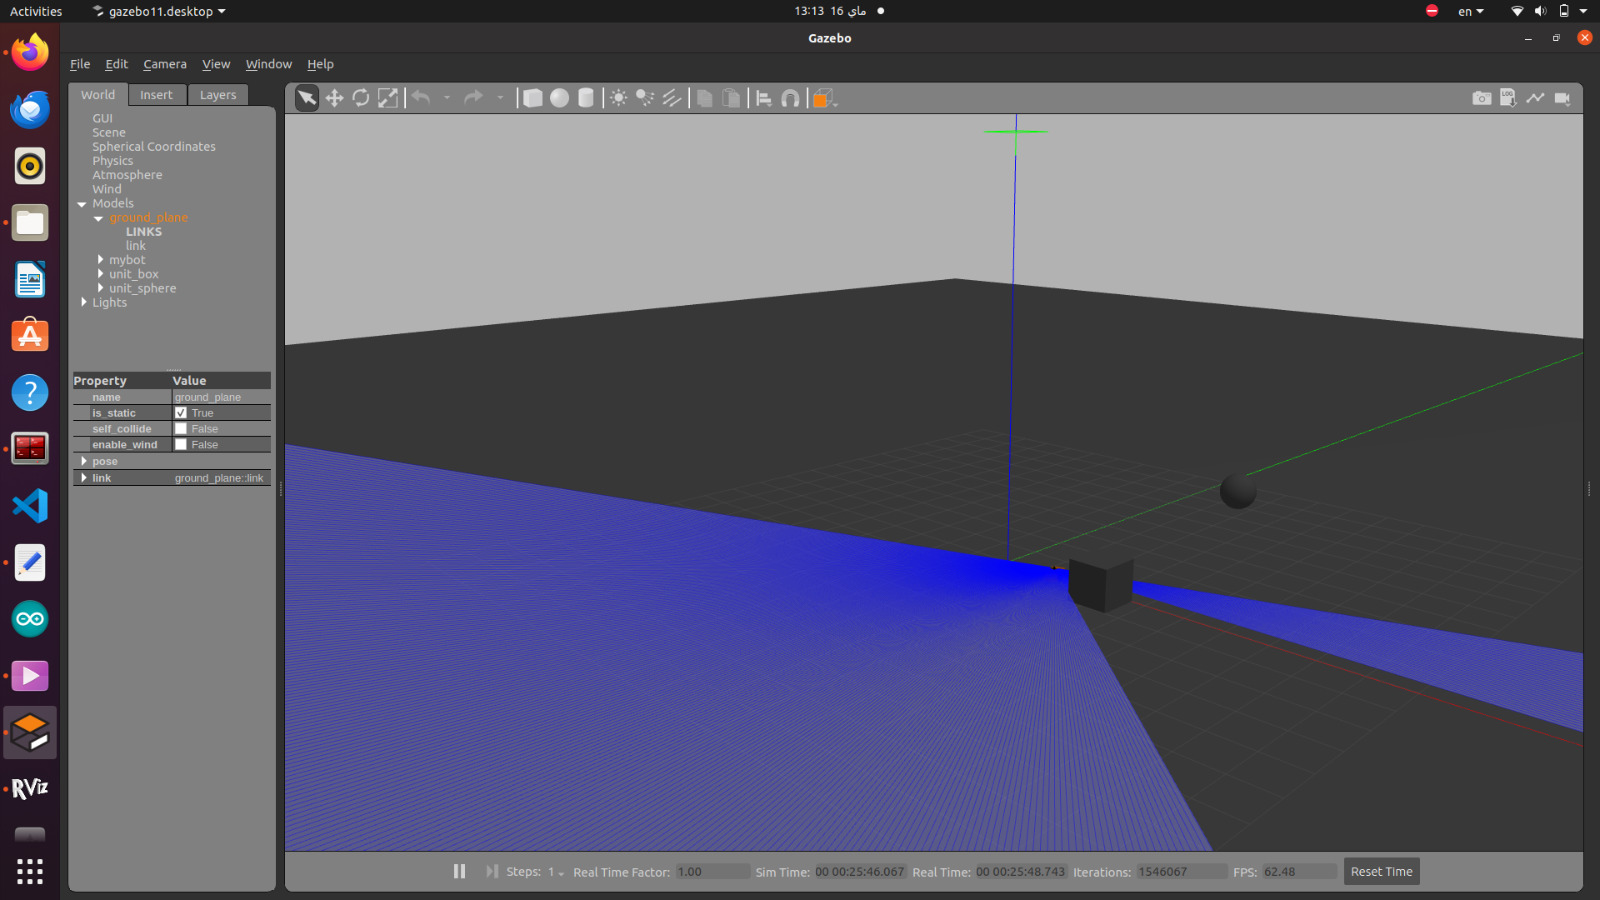 Activities
gazebo11.desktop
13:13 16 ماي
en
Gazebo
File Edit Camera View Window Help
World Insert Layers
GUI
Scene
Spherical Coordinates
Physics
Atmosphere
Wind
Models
ground_plane
LINKS
link
mybot
unit_box
unit_sphere
Lights
Property Value
name ground_plane
is_static True
self_collide False
enable_wind False
pose
link ground_plane::link
LOG
RViz
Steps: 1 Real Time Factor: 1.00 Sim Time: 00 00:25:46.067 Real Time: 00 00:25:48.743 Iterations: 1546067 FPS: 62.48 Reset Time